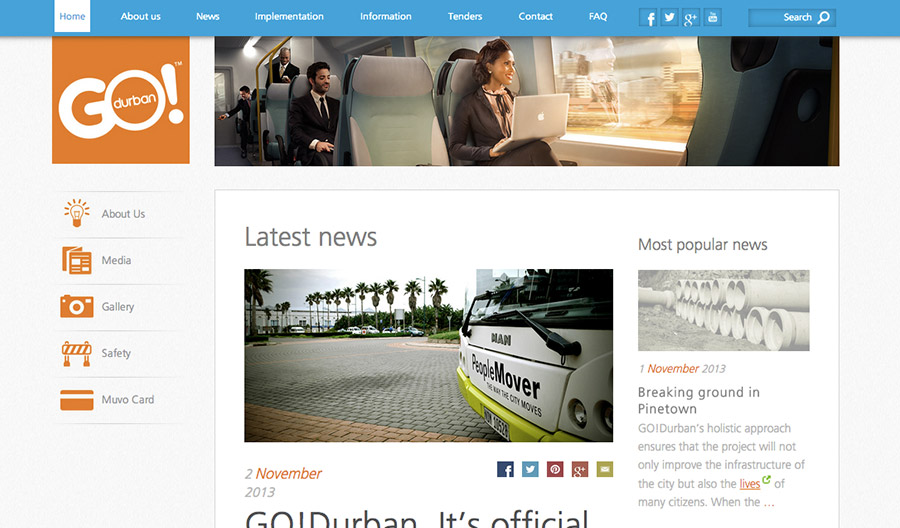 Home About us News Implementation Information Tenders Contact FAQ Search
GO!™
durban
About Us
Media
Gallery
Safety
Muvo Card
Latest news
MAN
PeopleMover
THE WAY THE CITY MOVES
2 November
2013
GO!Durban. It's official
Most popular news
1 November 2013
Breaking ground in
Pinetown
GO!Durban's holistic approach
ensures that the project will not
only improve the infrastructure of
the city but also the lives of
many citizens. When the ...